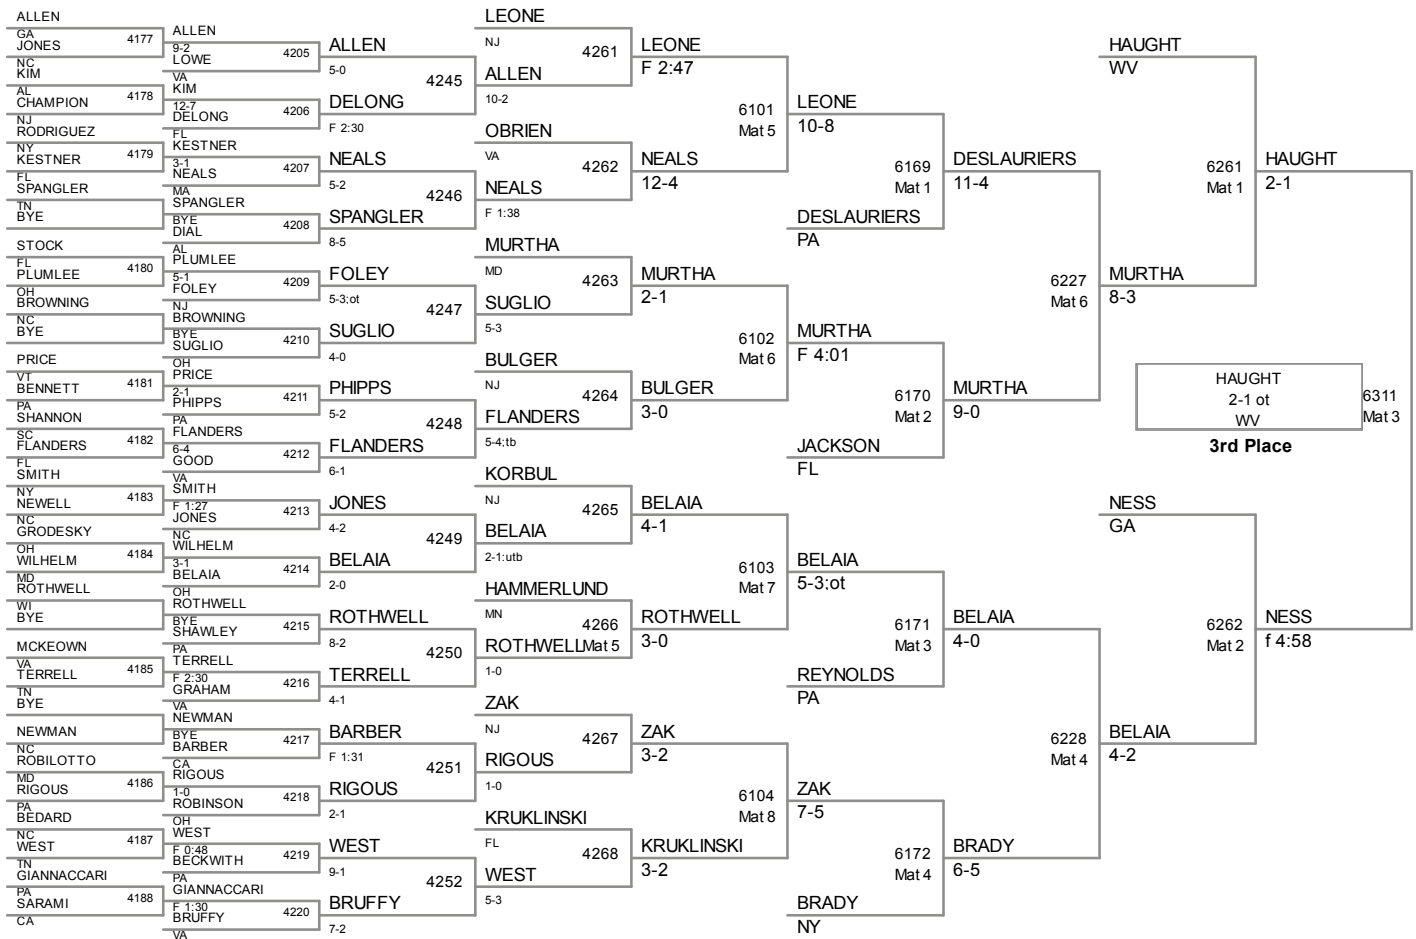 ALLEN
GA
JONES
4177
NC
KIM
AL
CHAMPION
4178
NJ
RODRIGUEZ
NY
KESTNER
4179
FL
SPANGLER
TN
BYE
STOCK
FL
PLUMLEE
4180
OH
BROWNING
NC
BYE
PRICE
VT
BENNETT
4181
PA
SHANNON
SC
FLANDERS
4182
FL
SMITH
NY
NEWELL
4183
NC
GRODESKY
OH
WILHELM
4184
MD
ROTHWELL
WI
BYE
MCKEOWN
VA
TERRELL
4185
TN
BYE
NEWMAN
NC
ROBILOTTO
MD
RIGOUS
4186
PA
BEDARD
NC
WEST
4187
TN
GIANNACCARI
PA
SARAMI
4188
CA
ALLEN
9-2
LOWE
4205
VA
KIM
12-7
DELONG
4206
FL
KESTNER
3-1
NEALS
4207
MA
SPANGLER
BYE
DIAL
4208
AL
PLUMLEE
5-1
FOLEY
4209
NJ
BROWNING
BYE
SUGLIO
4210
OH
PRICE
2-1
PHIPPS
4211
PA
FLANDERS
6-4
GOOD
4212
VA
SMITH
F 1:27
JONES
4213
NC
WILHELM
3-1
BELAIA
4214
OH
ROTHWELL
BYE
SHAWLEY
4215
PA
TERRELL
F 2:30
GRAHAM
4216
VA
NEWMAN
BYE
BARBER
4217
CA
RIGOUS
1-0
ROBINSON
4218
OH
WEST
F 0:48
BECKWITH
4219
PA
GIANNACCARI
F 1:30
BRUFFY
4220
VA
ALLEN
5-0
4245
DELONG
F 2:30
NEALS
5-2
4246
SPANGLER
8-5
FOLEY
5-3;ot
4247
SUGLIO
4-0
PHIPPS
5-2
4248
FLANDERS
6-1
JONES
4-2
4249
BELAIA
2-0
ROTHWELL
8-2
4250
TERRELL
4-1
BARBER
F 1:31
4251
RIGOUS
2-1
WEST
9-1
4252
BRUFFY
7-2
LEONE
NJ
4261
ALLEN
10-2
OBRIEN
VA
4262
NEALS
F 1:38
MURTHA
MD
4263
SUGLIO
5-3
BULGER
NJ
4264
FLANDERS
5-4;tb
KORBUL
NJ
4265
BELAIA
2-1:utb
HAMMERLUND
MN
4266
ROTHWELL Mat 5
1-0
ZAK
NJ
4267
RIGOUS
1-0
KRUKLINSKI
FL
4268
WEST
5-3
LEONE
F 2:47
6101
Mat 5
NEALS
12-4
MURTHA
2-1
6102
Mat 6
BULGER
3-0
BELAIA
4-1
6103
Mat 7
ROTHWELL
3-0
ZAK
3-2
6104
Mat 8
KRUKLINSKI
3-2
LEONE
10-8
6169
Mat 1
DESLAURIERS
PA
MURTHA
F 4:01
6170
Mat 2
JACKSON
FL
BELAIA
5-3;ot
6171
Mat 3
REYNOLDS
PA
ZAK
7-5
6172
Mat 4
BRADY
NY
DESLAURIERS
11-4
6227
Mat 6
MURTHA
9-0
BELAIA
4-0
6228
Mat 4
BRADY
6-5
HAUGHT
WV
6261
Mat 1
MURTHA
8-3
NESS
GA
6262
Mat 2
BELAIA
4-2
HAUGHT
2-1
NESS
f 4:58
HAUGHT
2-1 ot
WV
6311
Mat 3
3rd Place